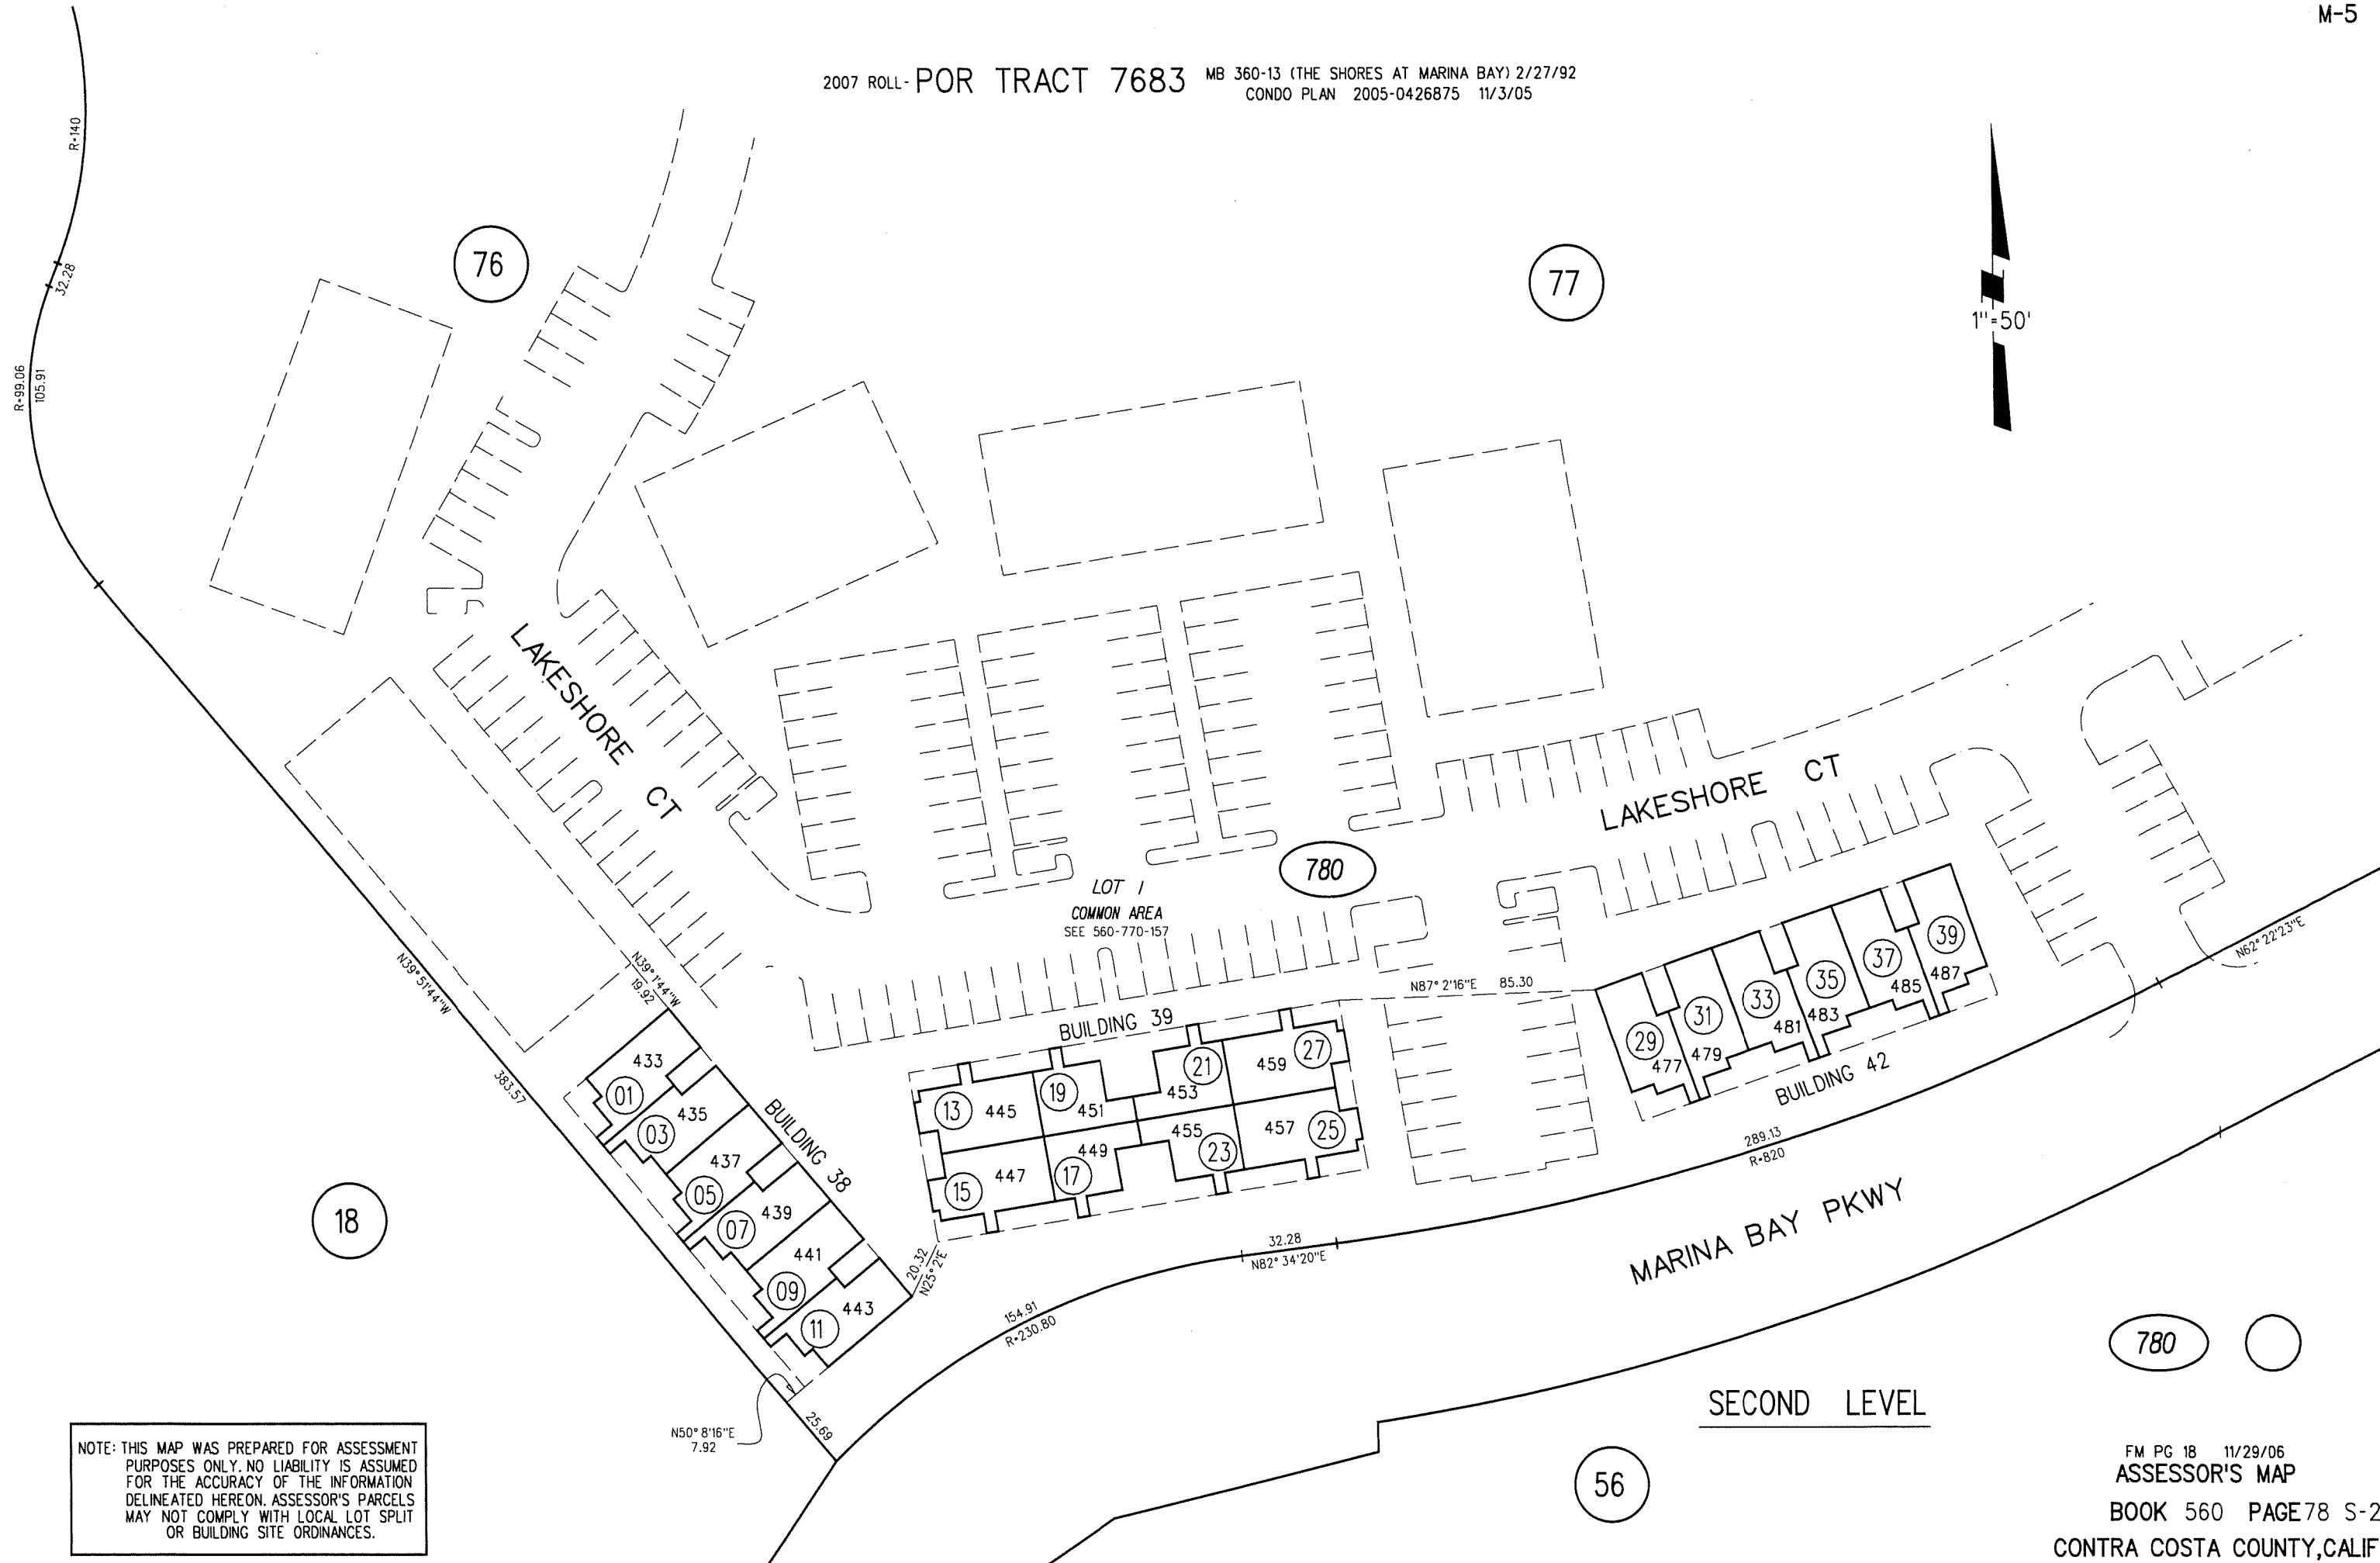 M-5
2007 ROLL- POR TRACT 7683 MB 360-13 (THE SHORES AT MARINA BAY) 2/27/92
CONDO PLAN 2005-0426875 11/3/05
R=140
32.28
R=99.06
105.91
76
77
1"=50'
LAKESHORE CT
LAKESHORE CT
780
LOT 1
COMMON AREA
SEE 560-770-157
N39°51'44"W
383.57
N39°1'44"W
19.92
N87°2'16"E 85.30
N62°22'23"E
BUILDING 38
01 433
03 435
05 437
07 439
09 441
11 443
BUILDING 39
13 445
15 447
17 449
19 451
21 453
23 455
25 457
27 459
BUILDING 42
29 477
31 479
33 481
35 483
37 485
39 487
20.32
N25°2'E
32.28
N82°34'20"E
154.91
R=230.80
289.13
R=820
MARINA BAY PKWY
18
N50°8'16"E
7.92
25.69
780
SECOND LEVEL
56
NOTE: THIS MAP WAS PREPARED FOR ASSESSMENT
PURPOSES ONLY. NO LIABILITY IS ASSUMED
FOR THE ACCURACY OF THE INFORMATION
DELINEATED HEREON. ASSESSOR'S PARCELS
MAY NOT COMPLY WITH LOCAL LOT SPLIT
OR BUILDING SITE ORDINANCES.
FM PG 18 11/29/06
ASSESSOR'S MAP
BOOK 560 PAGE 78 S-2
CONTRA COSTA COUNTY, CALIF